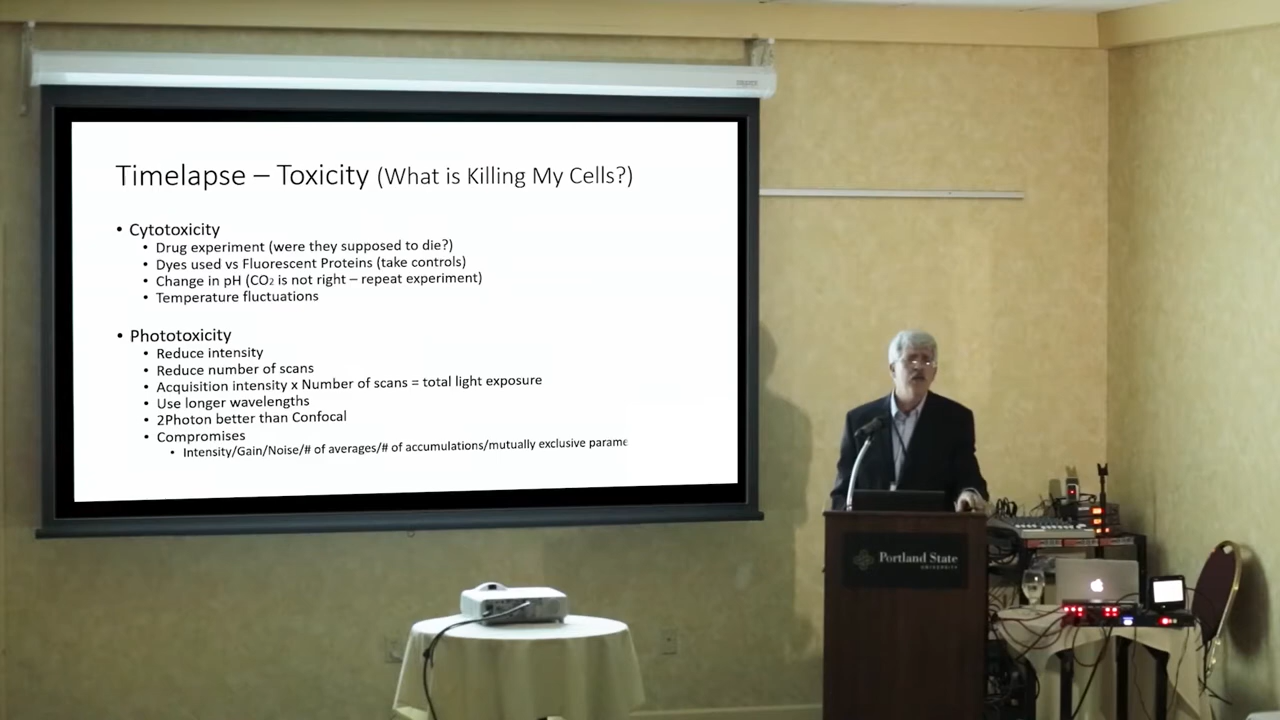 Timelapse – Toxicity (What is Killing My Cells?)
• Cytotoxicity
• Drug experiment (were they supposed to die?)
• Dyes used vs Fluorescent Proteins (take controls)
• Change in pH (CO₂ is not right – repeat experiment)
• Temperature fluctuations
• Phototoxicity
• Reduce intensity
• Reduce number of scans
• Acquisition intensity x Number of scans = total light exposure
• Use longer wavelengths
• 2Photon better than Confocal
• Compromises
• Intensity/Gain/Noise/# of averages/# of accumulations/mutually exclusive parame
Portland State
UNIVERSITY